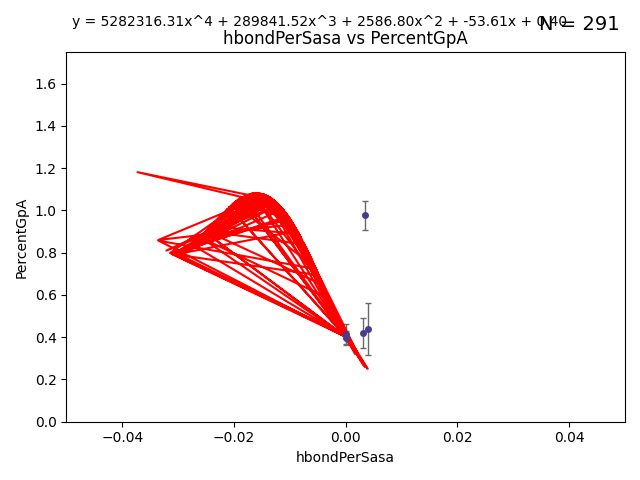 y = 5282316.31x^4 + 289841.52x^3 + 2586.80x^2 + -53.61x + 0.40
N = 291
hbondPerSasa vs PercentGpA
PercentGpA
1.6
1.4
1.2
1.0
0.8
0.6
0.4
0.2
0.0
−0.04
−0.02
0.00
0.02
0.04
hbondPerSasa